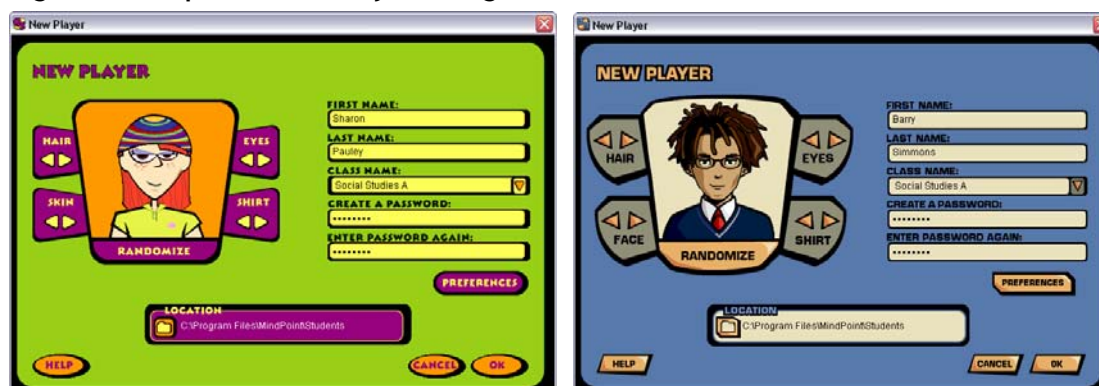 New Player
NEW PLAYER
HAIR
EYES
SKIN
SHIRT
RANDOMIZE
FIRST NAME:
Sharon
LAST NAME:
Pauley
CLASS NAME:
Social Studies A
CREATE A PASSWORD:
••••••••
ENTER PASSWORD AGAIN:
••••••••
PREFERENCES
LOCATION
C:\Program Files\MindPoint\Students
HELP
CANCEL
OK
New Player
NEW PLAYER
HAIR
EYES
FACE
SHIRT
RANDOMIZE
FIRST NAME:
Barry
LAST NAME:
Simmons
CLASS NAME:
Social Studies A
CREATE A PASSWORD:
••••••••
ENTER PASSWORD AGAIN:
••••••••
PREFERENCES
LOCATION
C:\Program Files\MindPoint\Students
HELP
CANCEL
OK